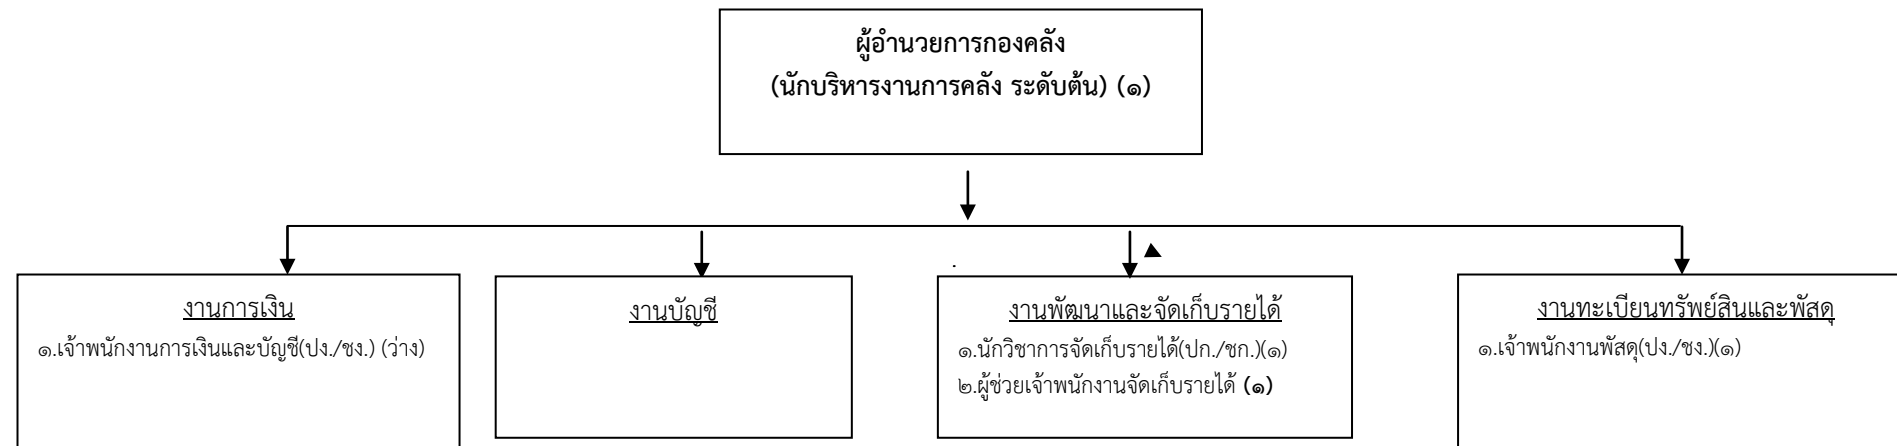 ผู้อำนวยการกองคลัง
(นักบริหารงานการคลัง ระดับต้น) (๑)
งานการเงิน
๑.เจ้าพนักงานการเงินและบัญชี(ปง./ชง.) (ว่าง)
งานบัญชี
งานพัฒนาและจัดเก็บรายได้
๑.นักวิชาการจัดเก็บรายได้(ปก./ชก.)(๑)
๒.ผู้ช่วยเจ้าพนักงานจัดเก็บรายได้ (๑)
งานทะเบียนทรัพย์สินและพัสดุ
๑.เจ้าพนักงานพัสดุ(ปง./ชง.)(๑)